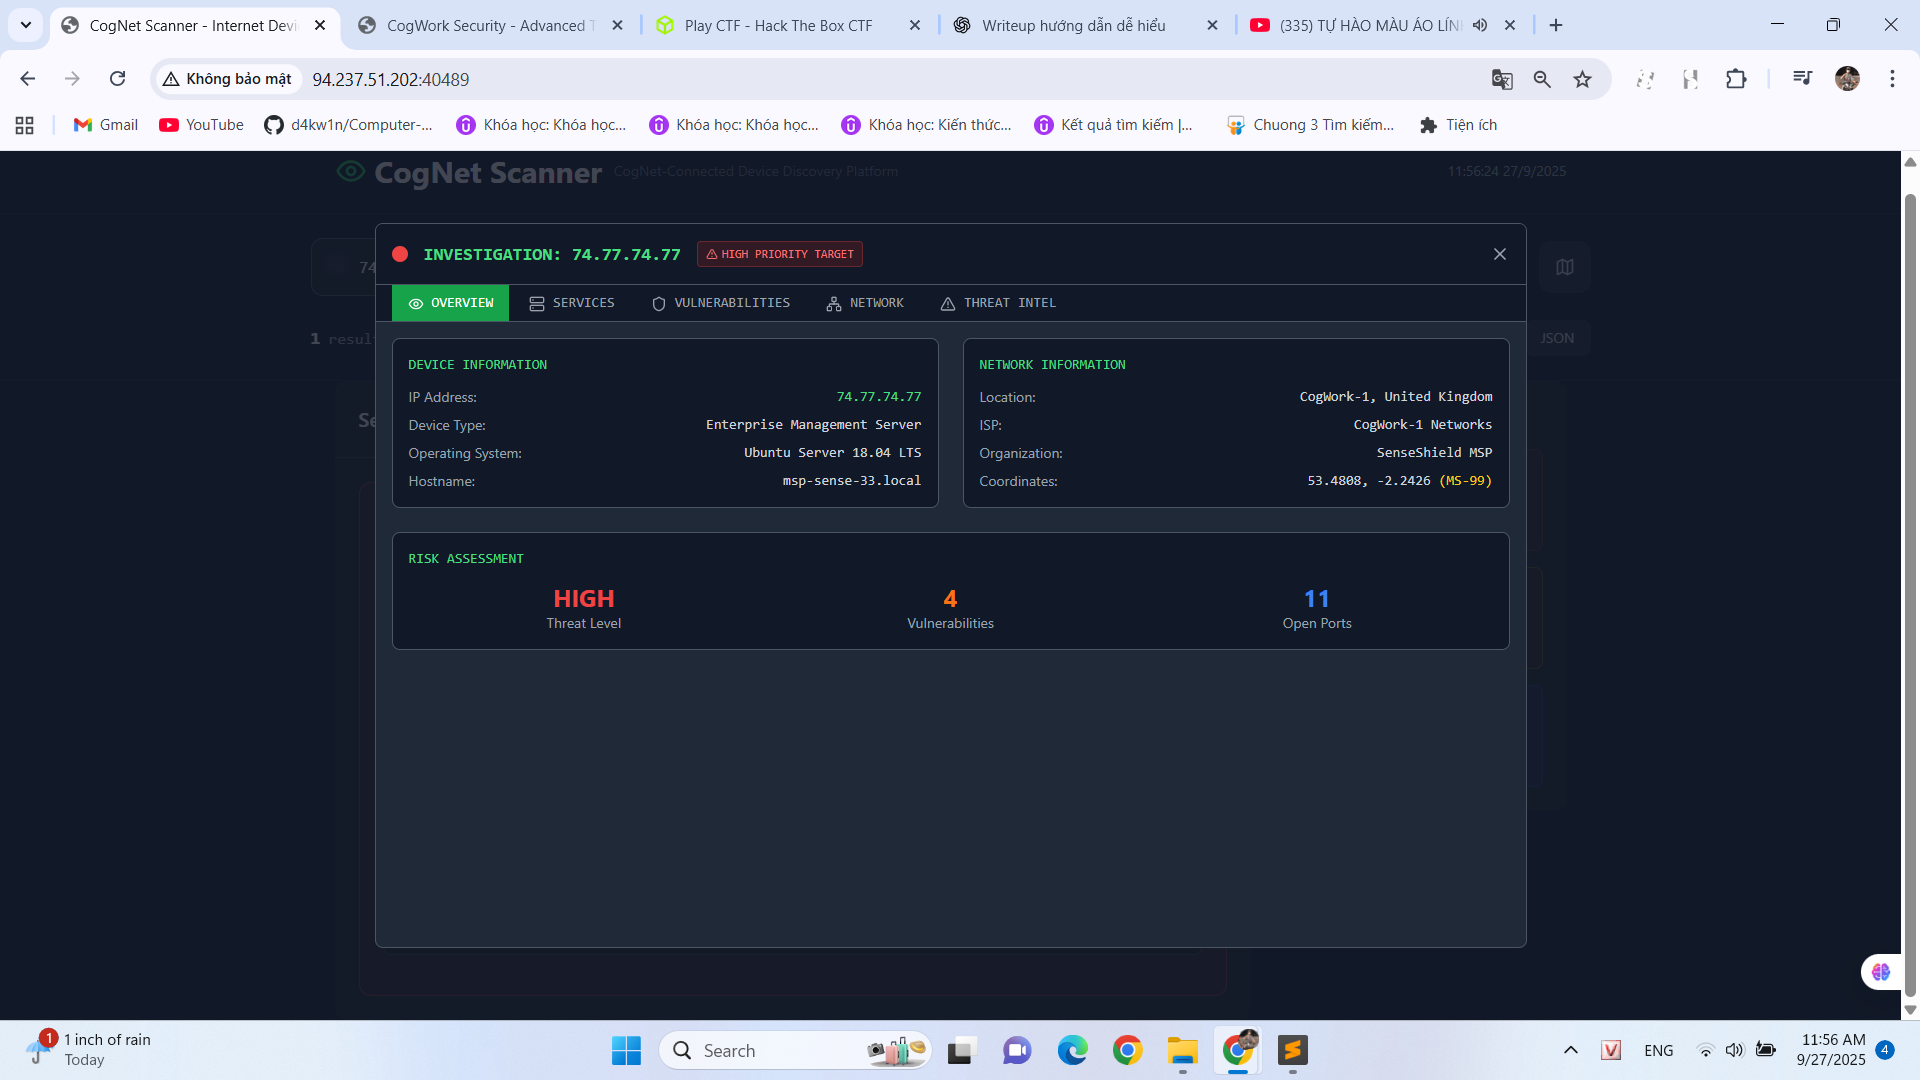 CogNet Scanner - Internet Devi
CogWork Security - Advanced T
Play CTF - Hack The Box CTF
Writeup hướng dẫn dễ hiểu
(335) TỰ HÀO MÀU ÁO LÍNH
Không bảo mật
94.237.51.202:40489
Gmail
YouTube
d4kw1n/Computer-...
Khóa học: Khóa học...
Khóa học: Khóa học...
Khóa học: Kiến thức...
Kết quả tìm kiếm |...
Chuong 3 Tìm kiếm...
Tiện ích
CogNet Scanner
CogNet-Connected Device Discovery Platform
11:56:24 27/9/2025
INVESTIGATION: 74.77.74.77
HIGH PRIORITY TARGET
74
OVERVIEW
SERVICES
VULNERABILITIES
NETWORK
THREAT INTEL
1 resul
JSON
DEVICE INFORMATION
IP Address: 74.77.74.77
Device Type: Enterprise Management Server
Operating System: Ubuntu Server 18.04 LTS
Hostname: msp-sense-33.local
NETWORK INFORMATION
Location: CogWork-1, United Kingdom
ISP: CogWork-1 Networks
Organization: SenseShield MSP
Coordinates: 53.4808, -2.2426 (MS-99)
Se
RISK ASSESSMENT
HIGH
Threat Level
4
Vulnerabilities
11
Open Ports
1
1 inch of rain
Today
Search
V
ENG
11:56 AM
9/27/2025
4